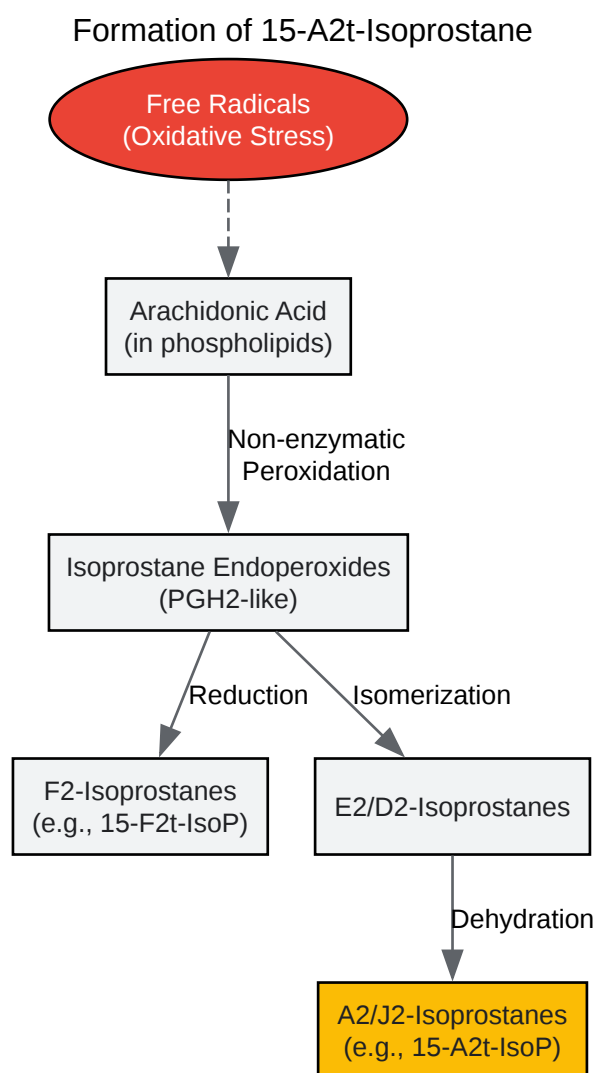 Formation of 15-A2t-Isoprostane
Free Radicals
(Oxidative Stress)
Arachidonic Acid
(in phospholipids)
Non-enzymatic
Peroxidation
Isoprostane Endoperoxides
(PGH2-like)
Reduction
Isomerization
F2-Isoprostanes
(e.g., 15-F2t-IsoP)
E2/D2-Isoprostanes
Dehydration
A2/J2-Isoprostanes
(e.g., 15-A2t-IsoP)